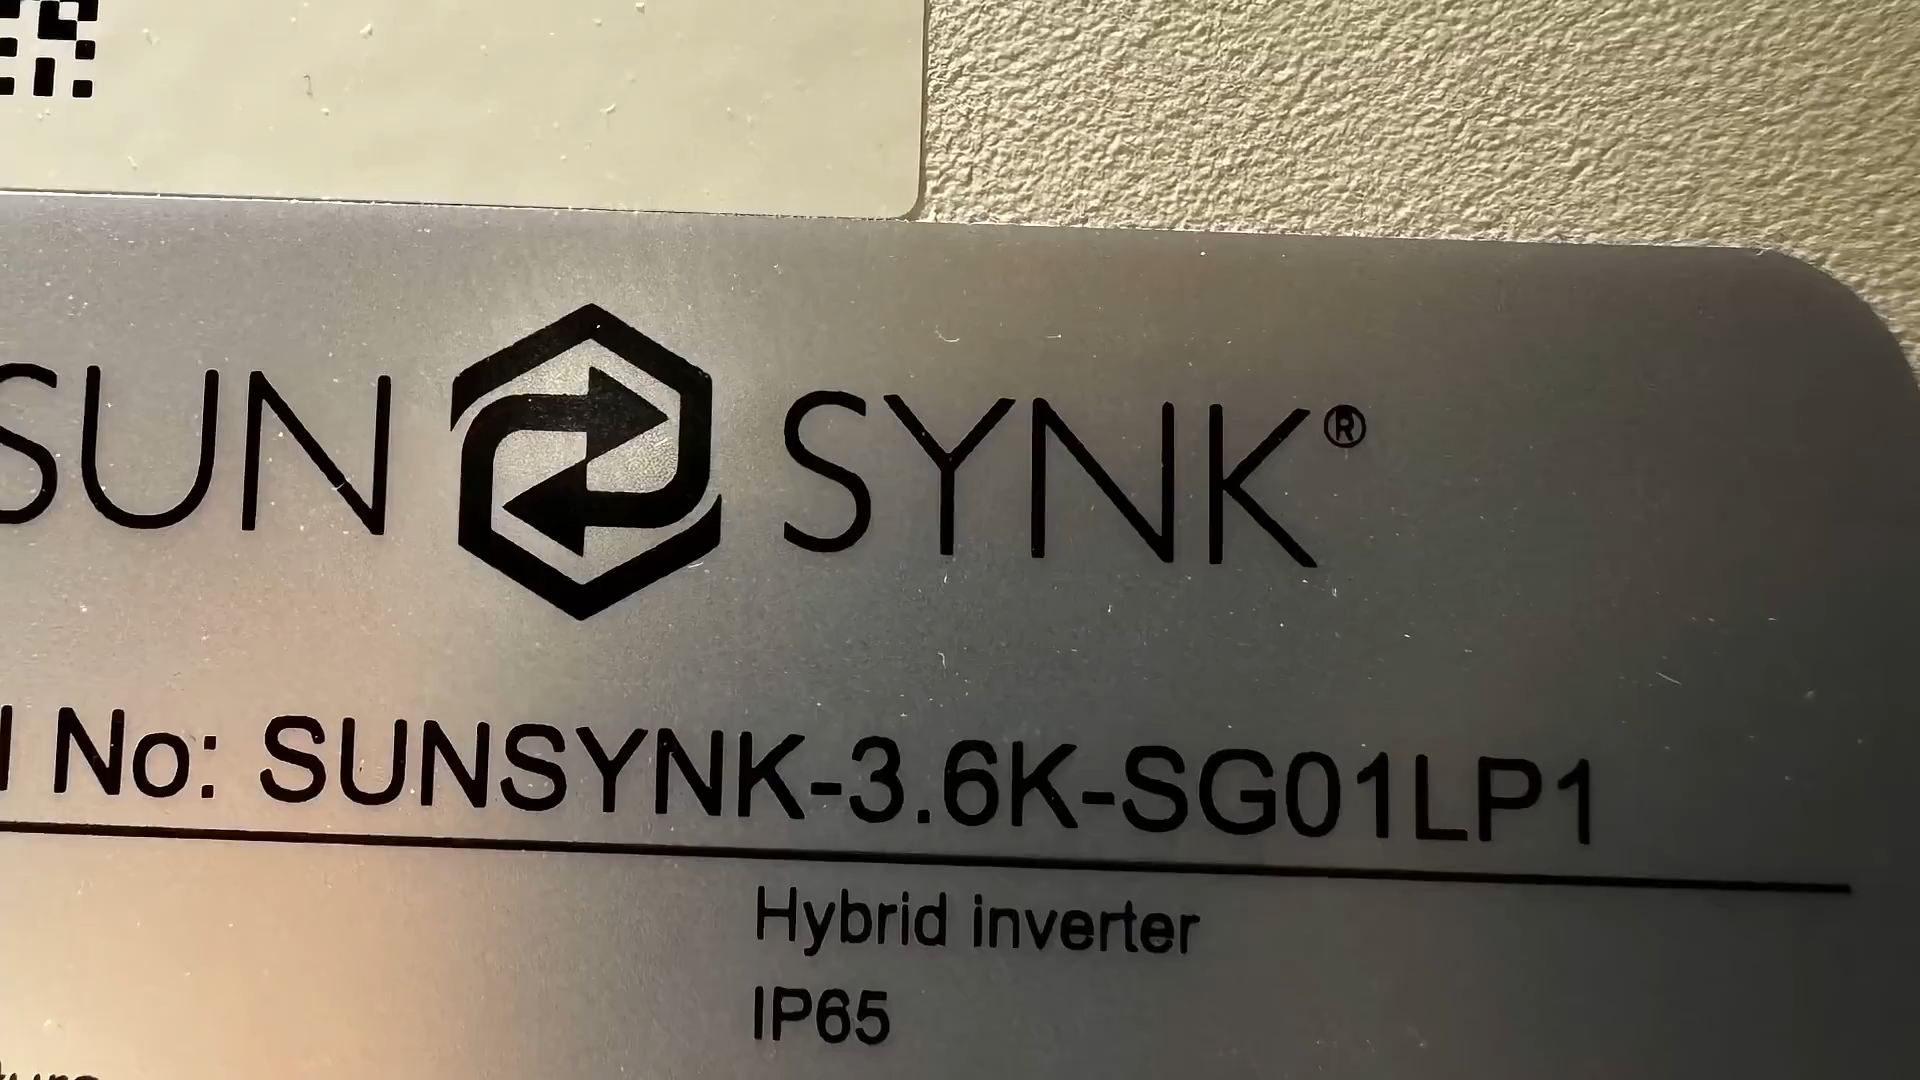 SUN SYNK®
No: SUNSYNK-3.6K-SG01LP1
Hybrid inverter
IP65